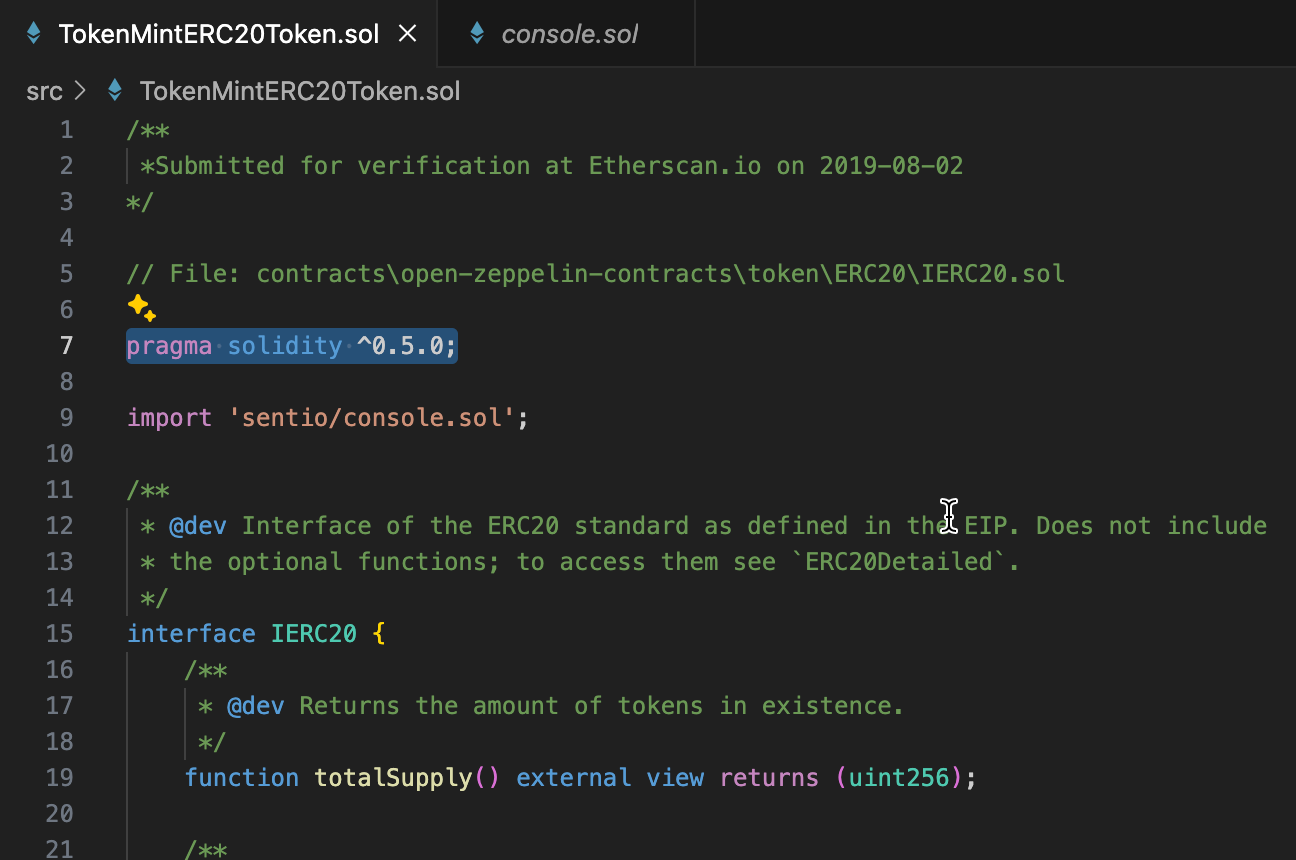 TokenMintERC20Token.sol
console.sol
src > TokenMintERC20Token.sol
1 /**
2 *Submitted for verification at Etherscan.io on 2019-08-02
3 */
4
5 // File: contracts\open-zeppelin-contracts\token\ERC20\IERC20.sol
6
7 pragma solidity ^0.5.0;
8
9 import 'sentio/console.sol';
10
11 /**
12 * @dev Interface of the ERC20 standard as defined in the EIP. Does not include
13 * the optional functions; to access them see `ERC20Detailed`.
14 */
15 interface IERC20 {
16 /**
17 * @dev Returns the amount of tokens in existence.
18 */
19 function totalSupply() external view returns (uint256);
20
21 /**